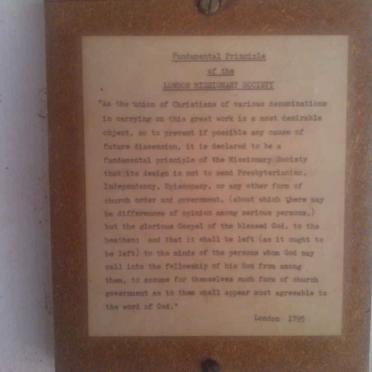 Fundamental Principle
of the
LONDON MISSIONARY SOCIETY
"As the union of Christians of various denominations
in carrying on this great work is a most desirable
object, so to prevent if possible any cause of
future dissension, it is declared to be a
fundamental principle of the Missionary Society
that its design is not to send Presbyterianism,
Independency, Episcopacy, or any other form of
church order and government, (about which there may
be differences of opinion among serious persons,)
but the glorious Gospel of the blessed God, to the
heathen: and that it shall be left (as it ought to
be left) to the minds of the persons whom God may
call into the fellowship of his Son from among
them, to assume for themselves such form of church
government as to them shall appear most agreeable to
the word of God."
London 1795